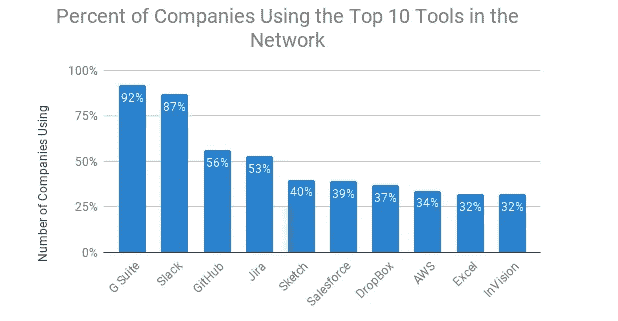 Percent of Companies Using the Top 10 Tools in the
Network
Number of Companies Using
100%
75%
50%
25%
0%
92%
87%
56%
53%
40%
39%
37%
34%
32%
32%
G Suite
Slack
GitHub
Jira
Sketch
Salesforce
DropBox
AWS
Excel
InVision